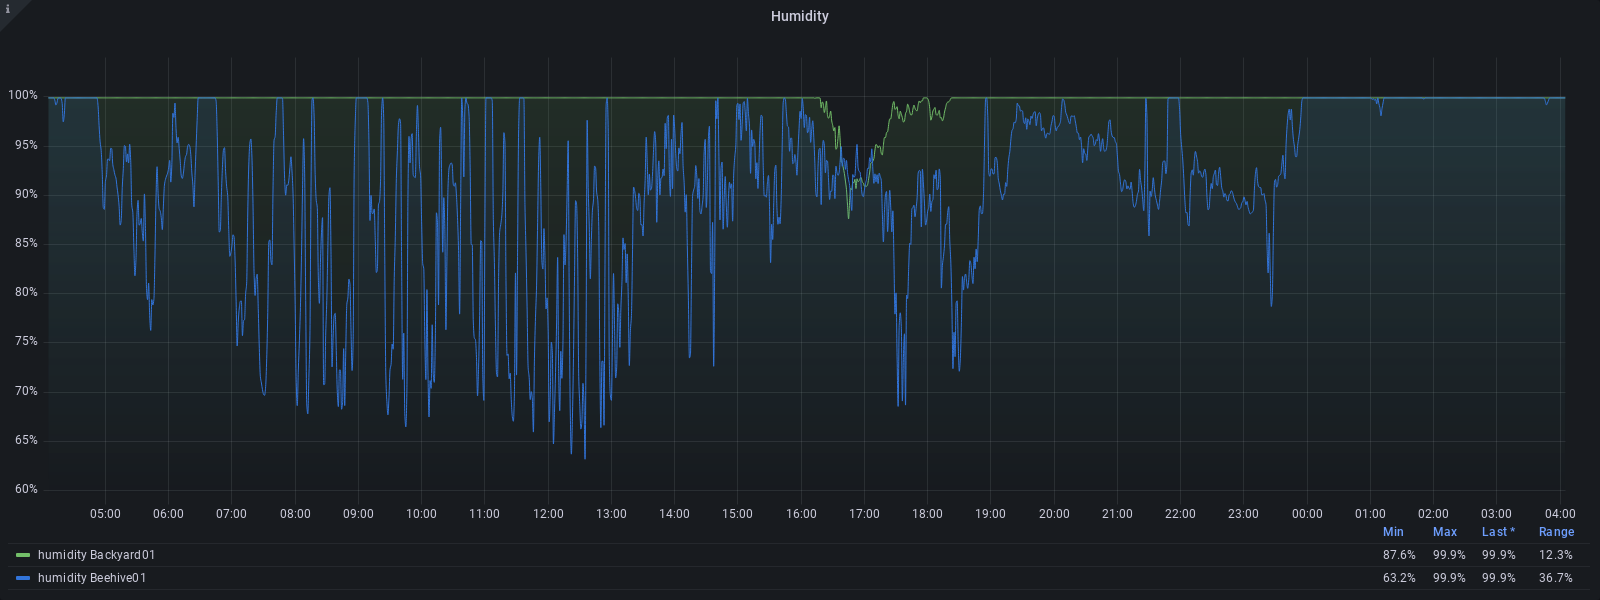 i
Humidity
100%
95%
90%
85%
80%
75%
70%
65%
60%
05:00 06:00 07:00 08:00 09:00 10:00 11:00 12:00 13:00 14:00 15:00 16:00 17:00 18:00 19:00 20:00 21:00 22:00 23:00 00:00 01:00 02:00 03:00 04:00
Min Max Last * Range
humidity Backyard01 87.6% 99.9% 99.9% 12.3%
humidity Beehive01 63.2% 99.9% 99.9% 36.7%